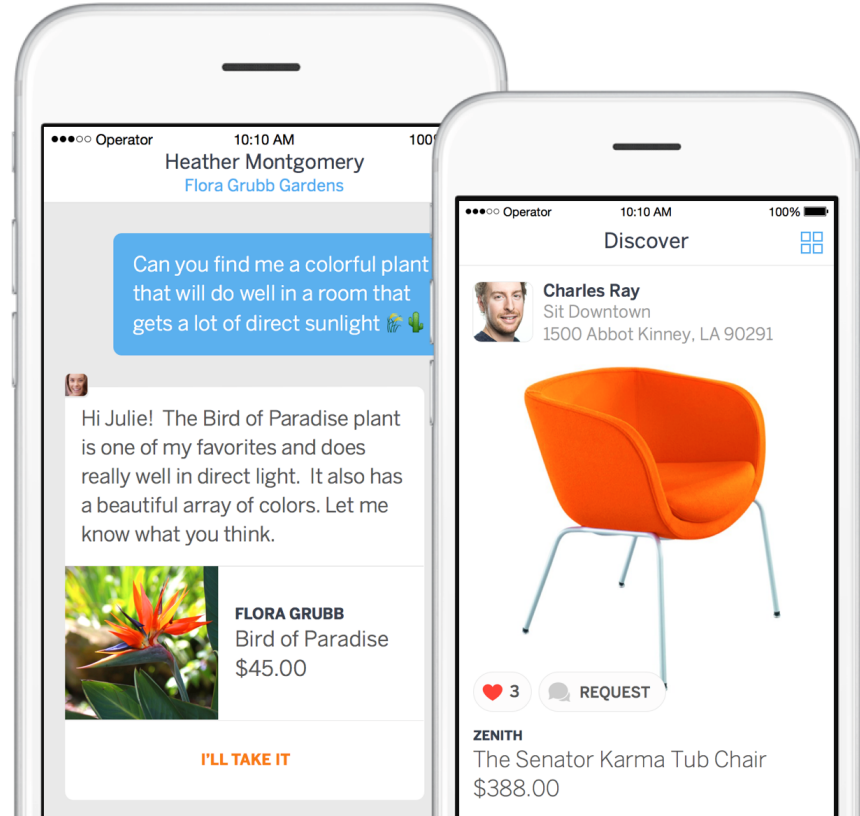 Operator 10:10 AM 100
Heather Montgomery
Flora Grubb Gardens
Can you find me a colorful plant
that will do well in a room that
gets a lot of direct sunlight
Hi Julie! The Bird of Paradise plant
is one of my favorites and does
really well in direct light. It also has
a beautiful array of colors. Let me
know what you think.
FLORA GRUBB
Bird of Paradise
$45.00
I'LL TAKE IT
Operator 10:10 AM 100%
Discover
Charles Ray
Sit Downtown
1500 Abbot Kinney, LA 90291
3 REQUEST
ZENITH
The Senator Karma Tub Chair
$388.00